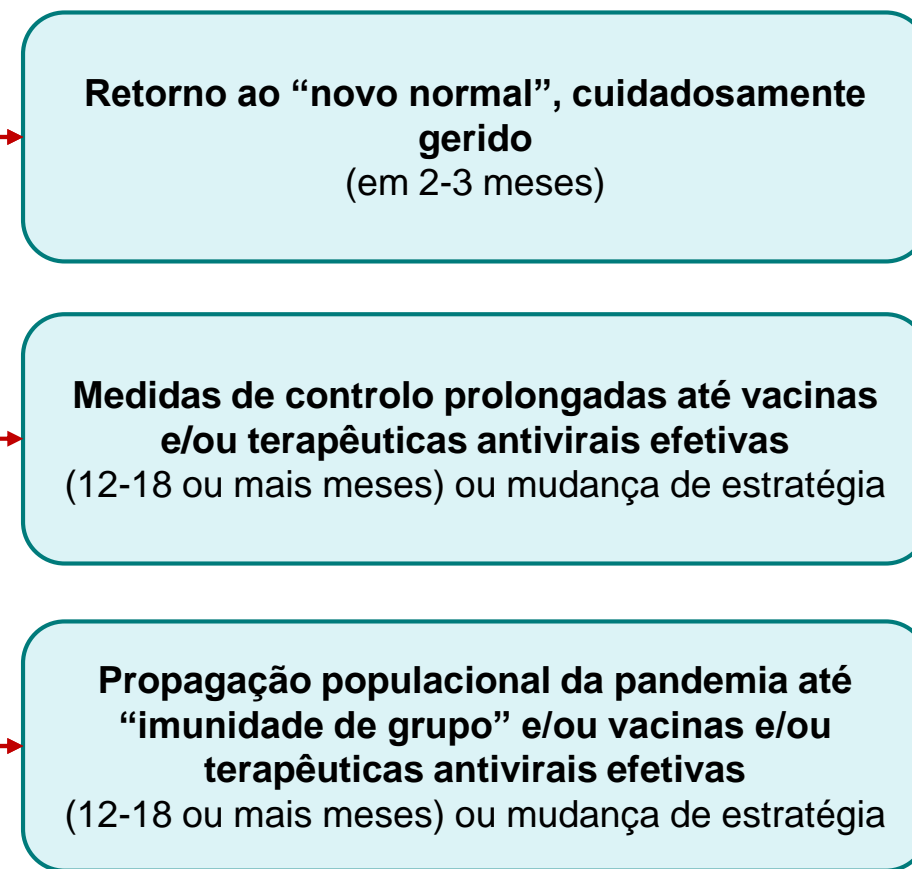 Retorno ao “novo normal”, cuidadosamente
gerido
(em 2-3 meses)
Medidas de controlo prolongadas até vacinas
e/ou terapêuticas antivirais efetivas
(12-18 ou mais meses) ou mudança de estratégia
Propagação populacional da pandemia até
“imunidade de grupo” e/ou vacinas e/ou
terapêuticas antivirais efetivas
(12-18 ou mais meses) ou mudança de estratégia